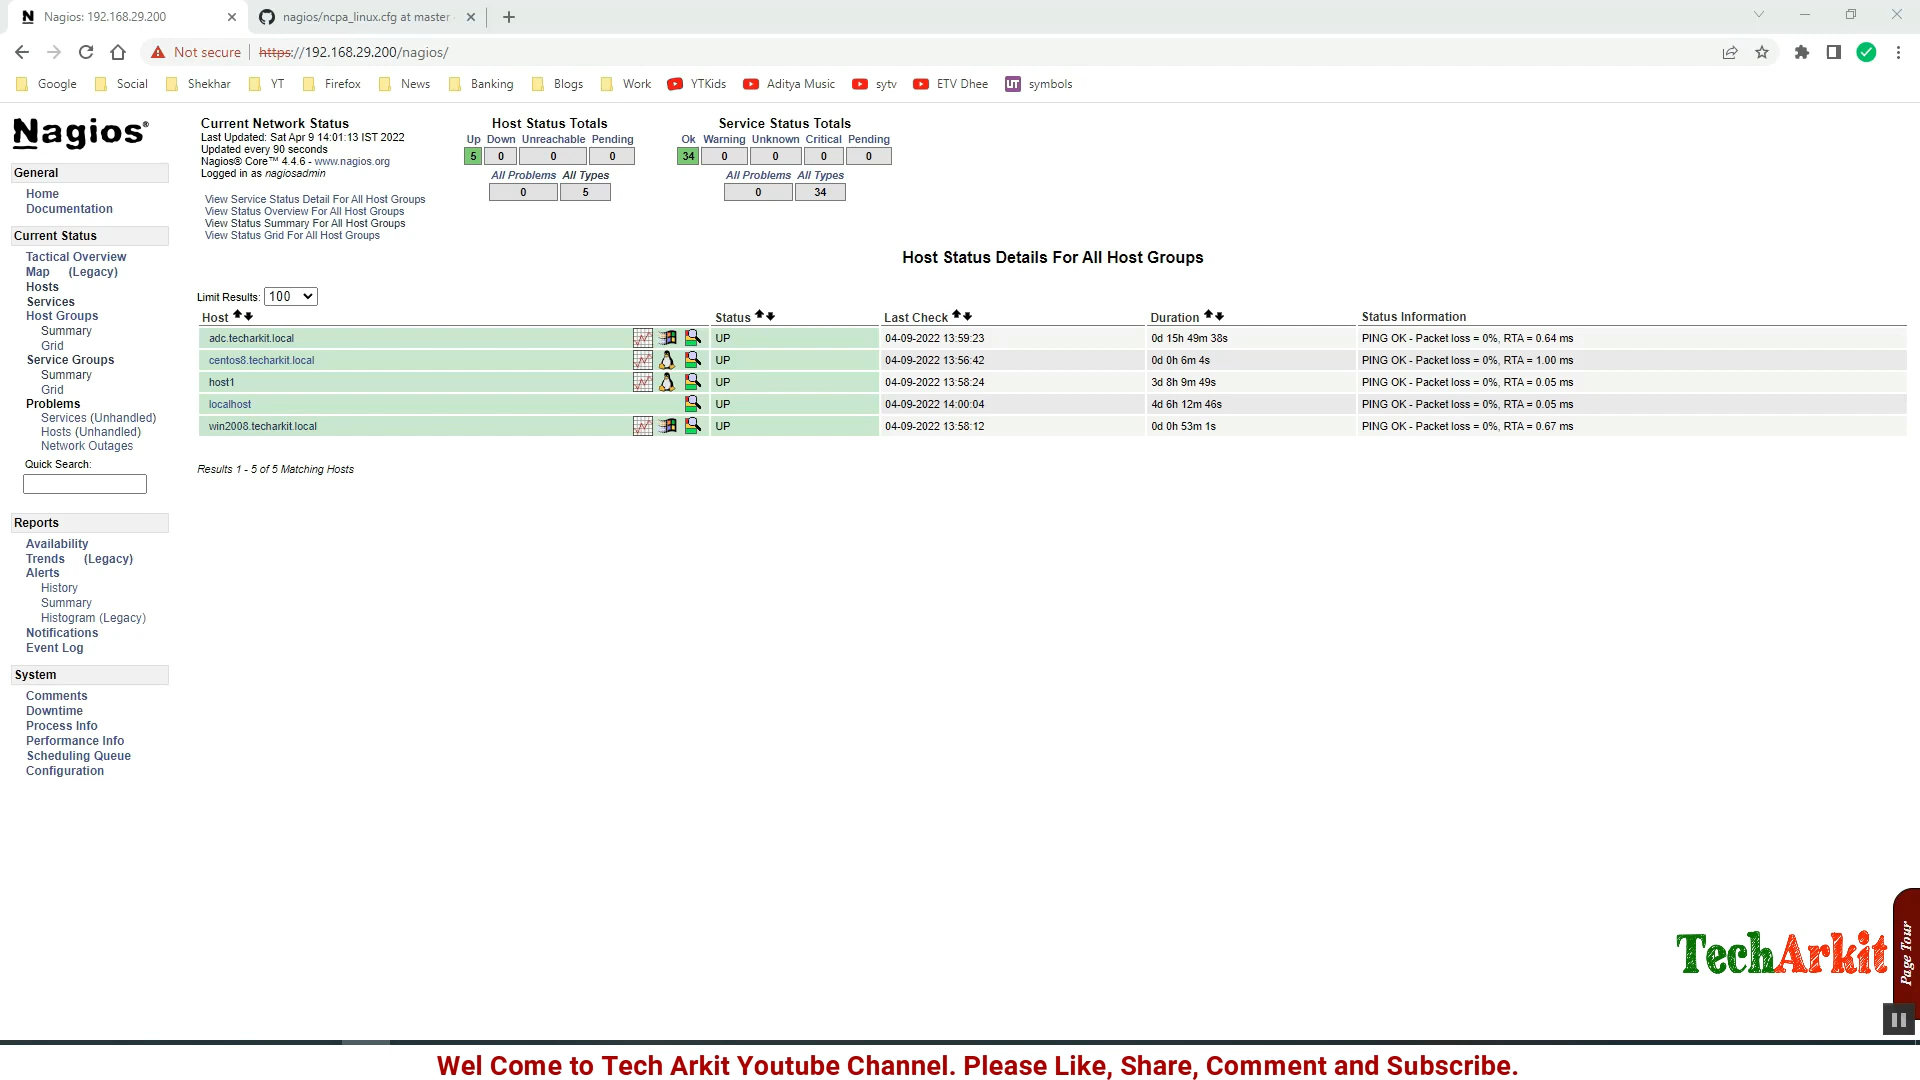 Nagios: 192.168.29.200
nagios/ncpa_linux.cfg at master
Not secure https://192.168.29.200/nagios/
Google Social Shekhar YT Firefox News Banking Blogs Work YTKids Aditya Music sytv ETV Dhee UT symbols
Nagios®
General
Home
Documentation
Current Status
Tactical Overview
Map (Legacy)
Hosts
Services
Host Groups
Summary
Grid
Service Groups
Summary
Grid
Problems
Services (Unhandled)
Hosts (Unhandled)
Network Outages
Quick Search:
Reports
Availability
Trends (Legacy)
Alerts
History
Summary
Histogram (Legacy)
Notifications
Event Log
System
Comments
Downtime
Process Info
Performance Info
Scheduling Queue
Configuration
Current Network Status
Last Updated: Sat Apr 9 14:01:13 IST 2022
Updated every 90 seconds
Nagios® Core™ 4.4.6 - www.nagios.org
Logged in as nagiosadmin
View Service Status Detail For All Host Groups
View Status Overview For All Host Groups
View Status Summary For All Host Groups
View Status Grid For All Host Groups
Host Status Totals
Up Down Unreachable Pending
5 0 0 0
All Problems All Types
0 5
Service Status Totals
Ok Warning Unknown Critical Pending
34 0 0 0 0
All Problems All Types
0 34
Host Status Details For All Host Groups
Limit Results: 100
Host Status Last Check Duration Status Information
adc.techarkit.local UP 04-09-2022 13:59:23 0d 15h 49m 38s PING OK - Packet loss = 0%, RTA = 0.64 ms
centos8.techarkit.local UP 04-09-2022 13:56:42 0d 0h 6m 4s PING OK - Packet loss = 0%, RTA = 1.00 ms
host1 UP 04-09-2022 13:58:24 3d 8h 9m 49s PING OK - Packet loss = 0%, RTA = 0.05 ms
localhost UP 04-09-2022 14:00:04 4d 6h 12m 46s PING OK - Packet loss = 0%, RTA = 0.05 ms
win2008.techarkit.local UP 04-09-2022 13:58:12 0d 0h 53m 1s PING OK - Packet loss = 0%, RTA = 0.67 ms
Results 1 - 5 of 5 Matching Hosts
TechArkit
Page Tour
Wel Come to Tech Arkit Youtube Channel. Please Like, Share, Comment and Subscribe.